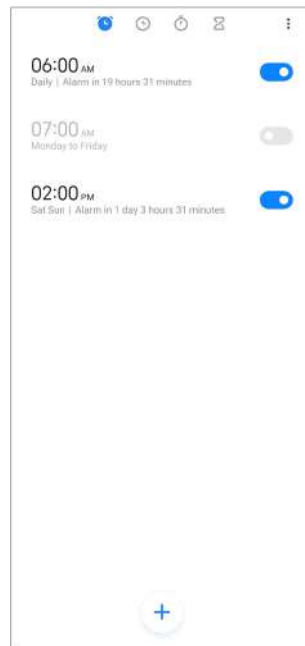 06:00 AM
Daily | Alarm in 19 hours 31 minutes
07:00 AM
Monday to Friday
02:00 PM
Sat Sun | Alarm in 1 day 3 hours 31 minutes